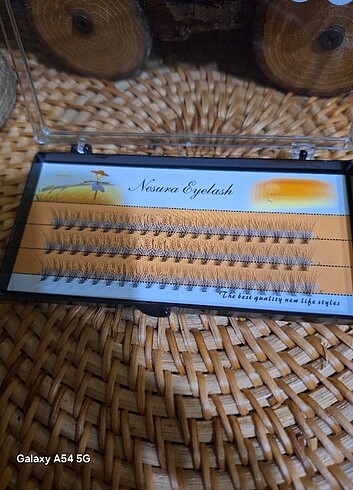 Nesura Eyelash
The best quality new life styles
Galaxy A54 5G